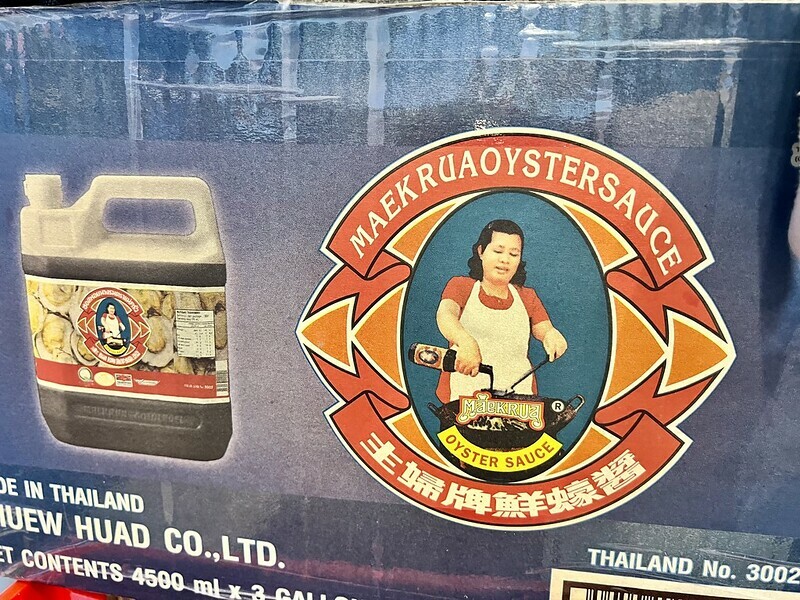 MAEKRUAOYSTERSAUCE
MAEKRUA ®
OYSTER SAUCE
主婦牌鮮蠔醬
DE IN THAILAND
HUEW HUAD CO.,LTD.
ET CONTENTS 4500 ml x 3 GALLO
THAILAND No. 3002